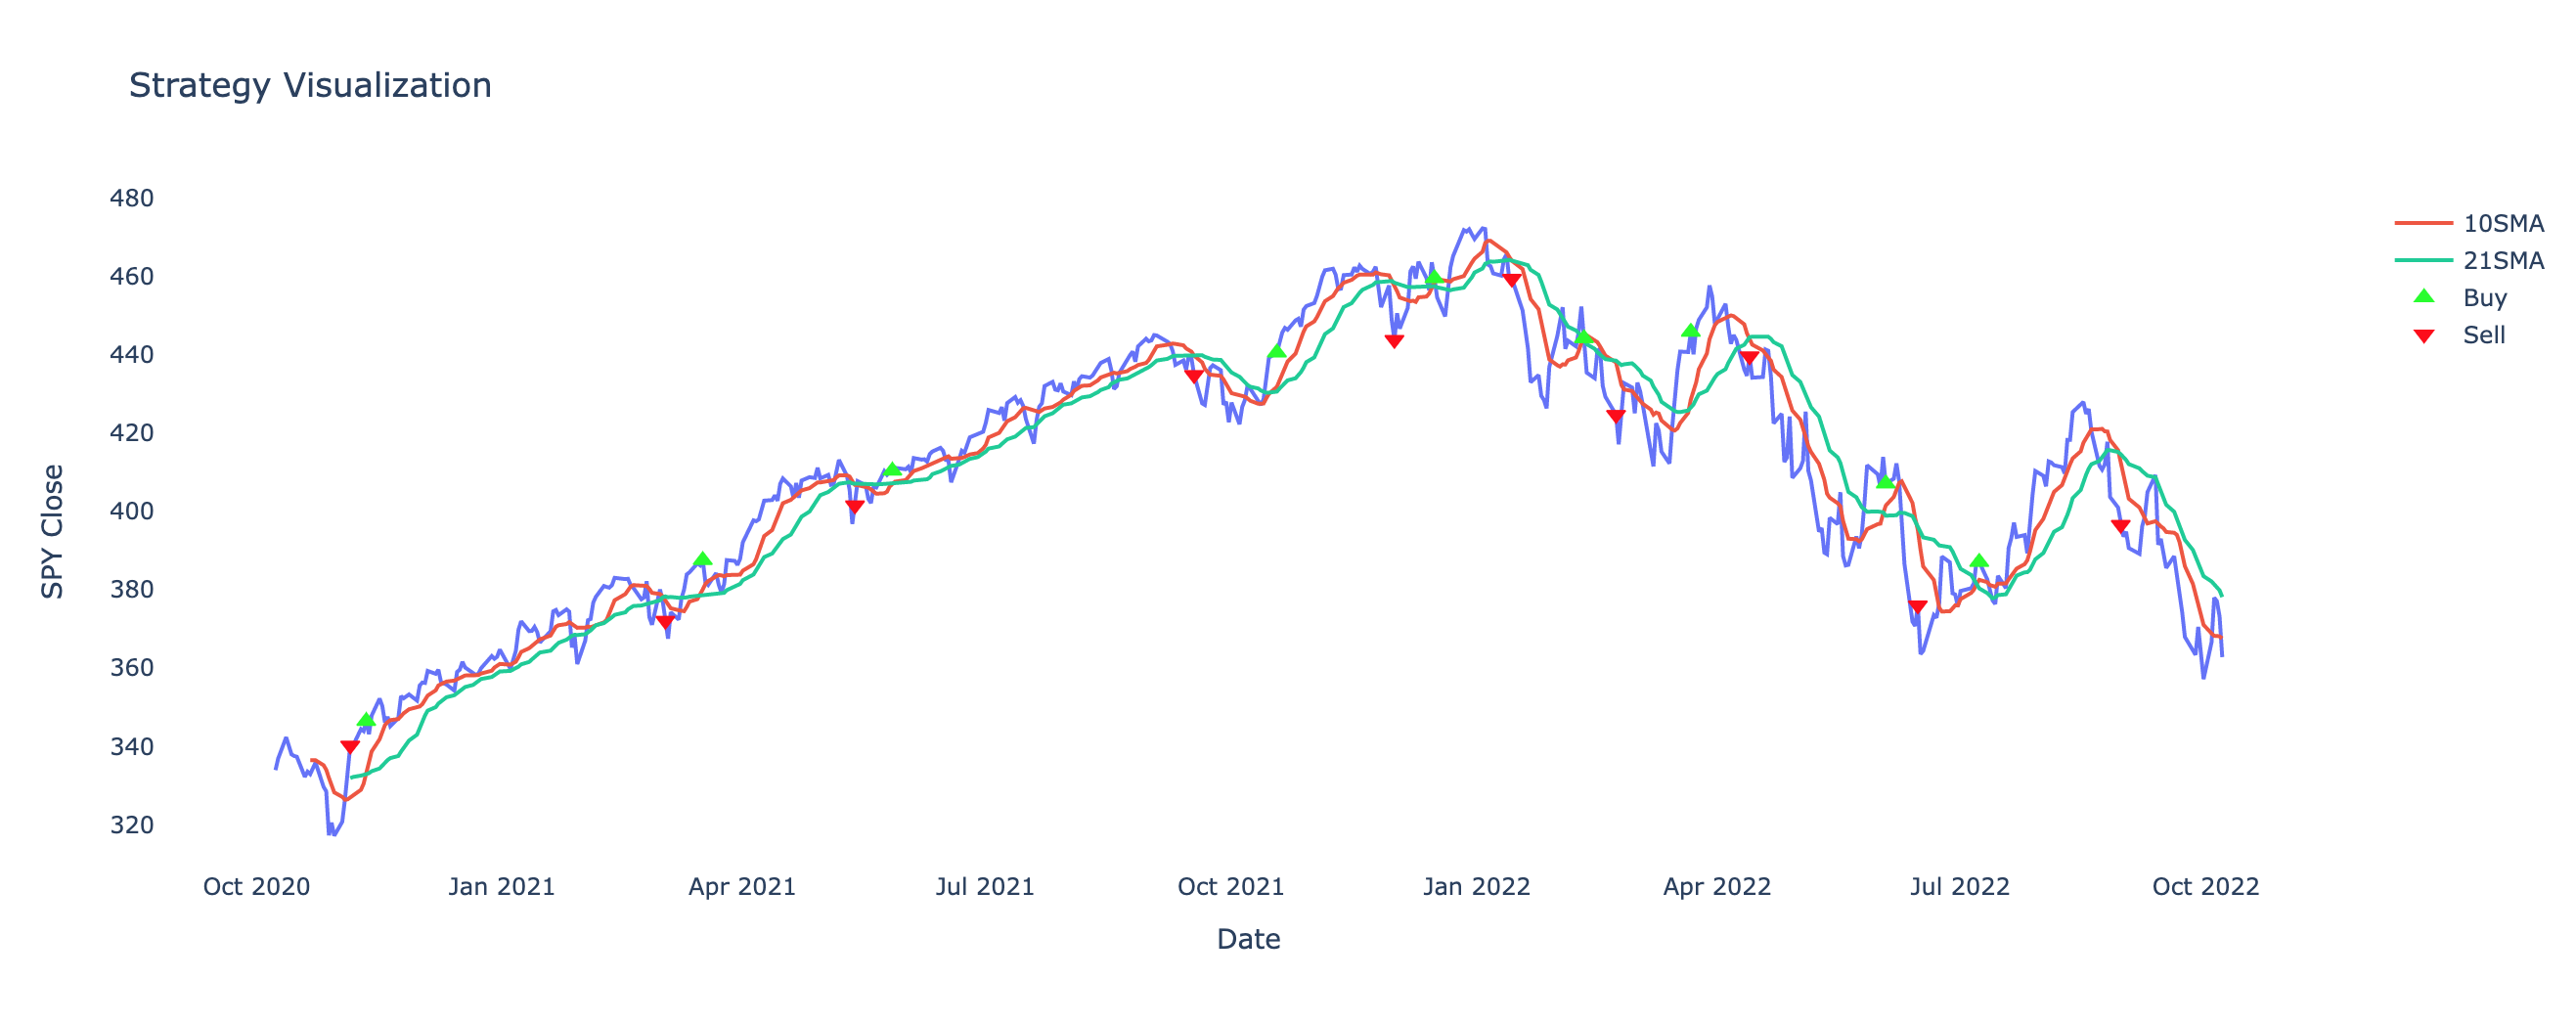 Strategy Visualization
480
460
440
420
400
380
360
340
320
SPY Close
Oct 2020
Jan 2021
Apr 2021
Jul 2021
Oct 2021
Jan 2022
Apr 2022
Jul 2022
Oct 2022
Date
10SMA
21SMA
Buy
Sell